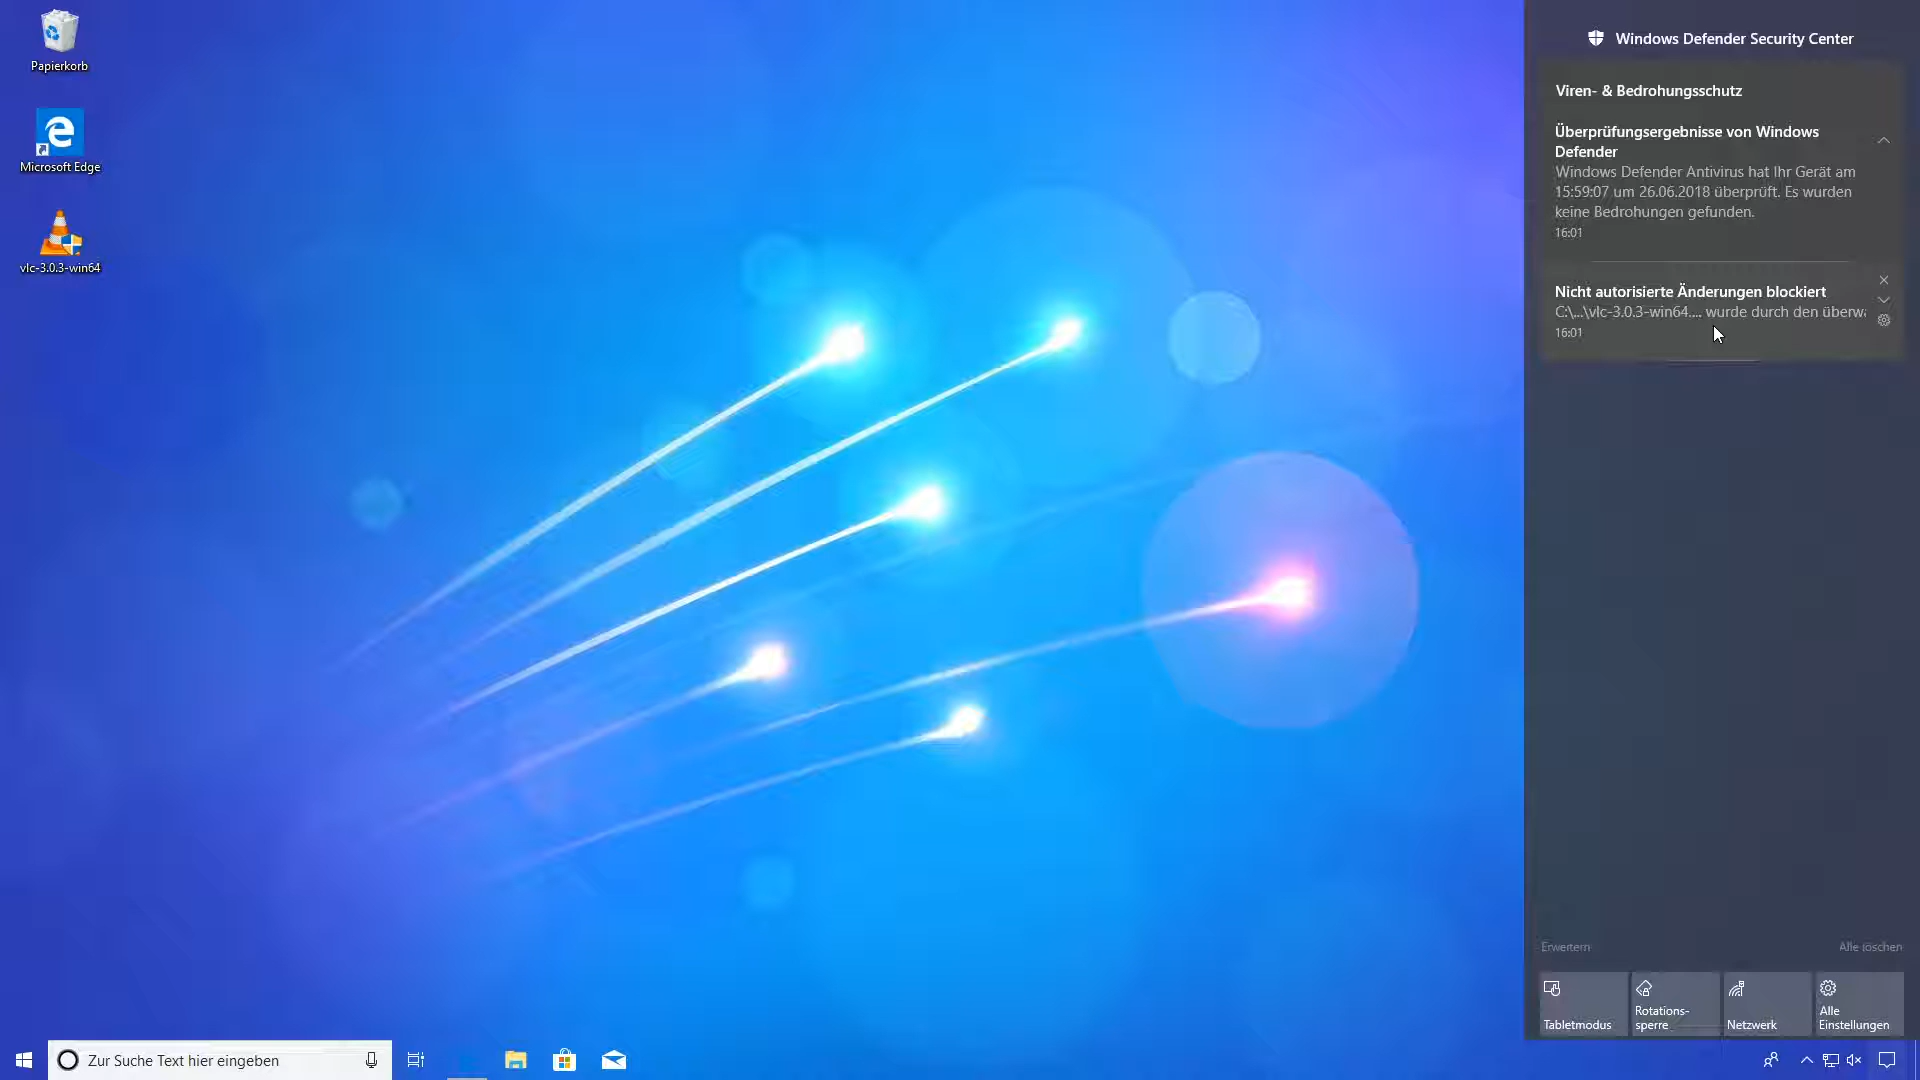 Papierkorb
Microsoft Edge
vlc-3.0.3-win64
Windows Defender Security Center
Viren- & Bedrohungsschutz
Überprüfungsergebnisse von Windows
Defender
Windows Defender Antivirus hat Ihr Gerät am
15:59:07 um 26.06.2018 überprüft. Es wurden
keine Bedrohungen gefunden.
16:01
Nicht autorisierte Änderungen blockiert
C:\...\vlc-3.0.3-win64.... wurde durch den überwa
16:01
Erweitern
Alle löschen
Tabletmodus
Rotations-
sperre
Netzwerk
Alle
Einstellungen
Zur Suche Text hier eingeben